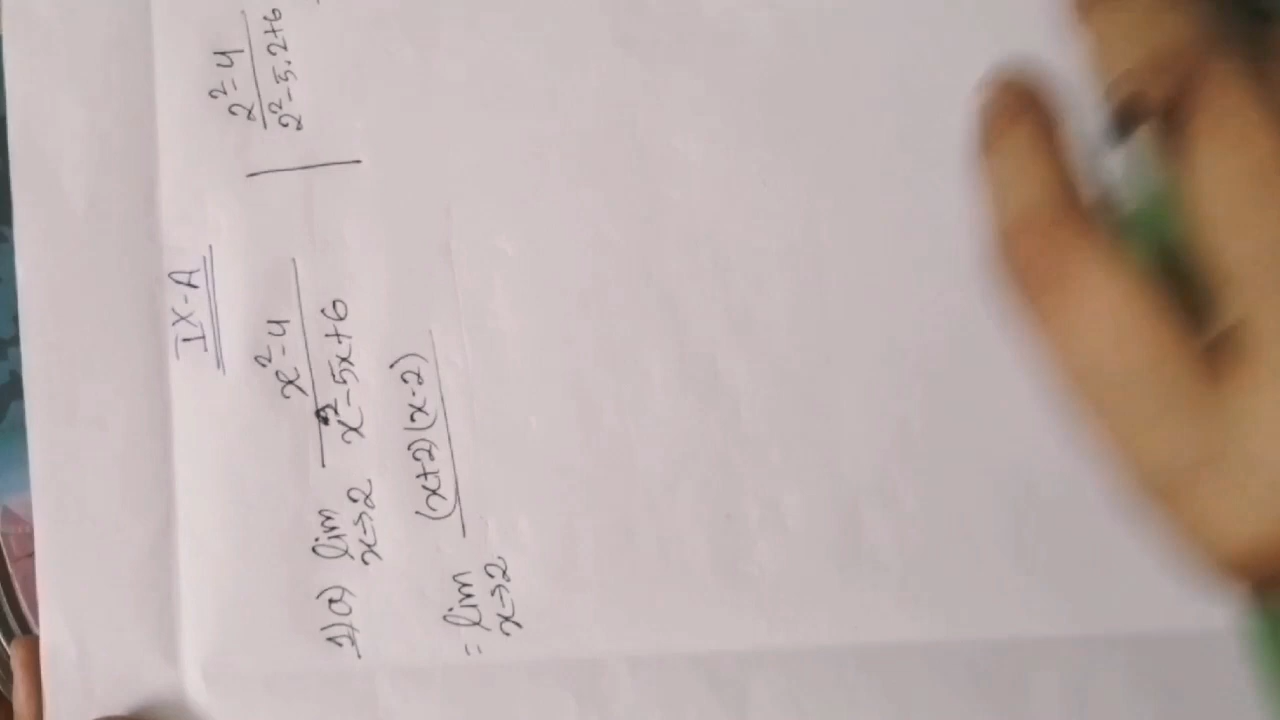 IX-A
1) a) lim x→2 x²-4 / x²-5x+6 | 2²-4 / 2²-5.2+6
= lim x→2 (x+2)(x-2)